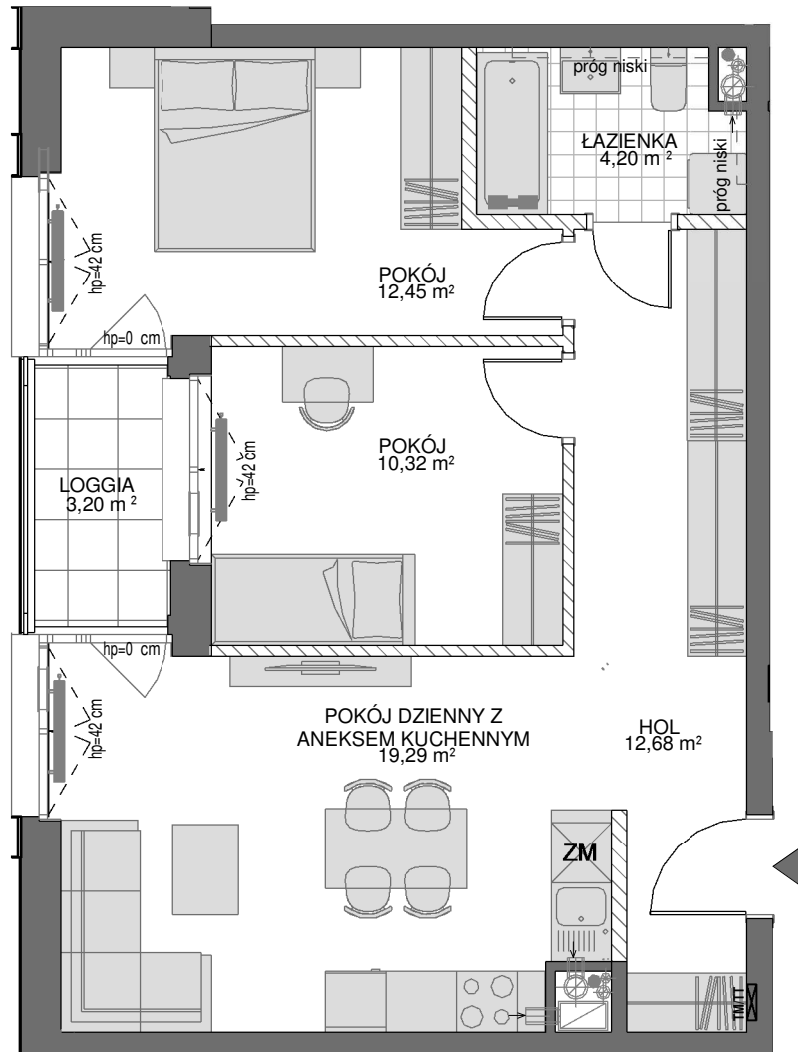 próg niski
ŁAZIENKA
4,20 m²
próg niski
hp=42 cm
POKÓJ
12,45 m²
hp=0 cm
POKÓJ
10,32 m²
hp=42 cm
LOGGIA
3,20 m²
hp=0 cm
hp=42 cm
POKÓJ DZIENNY Z
ANEKSEM KUCHENNYM
19,29 m²
HOL
12,68 m²
ZM
TM/TT